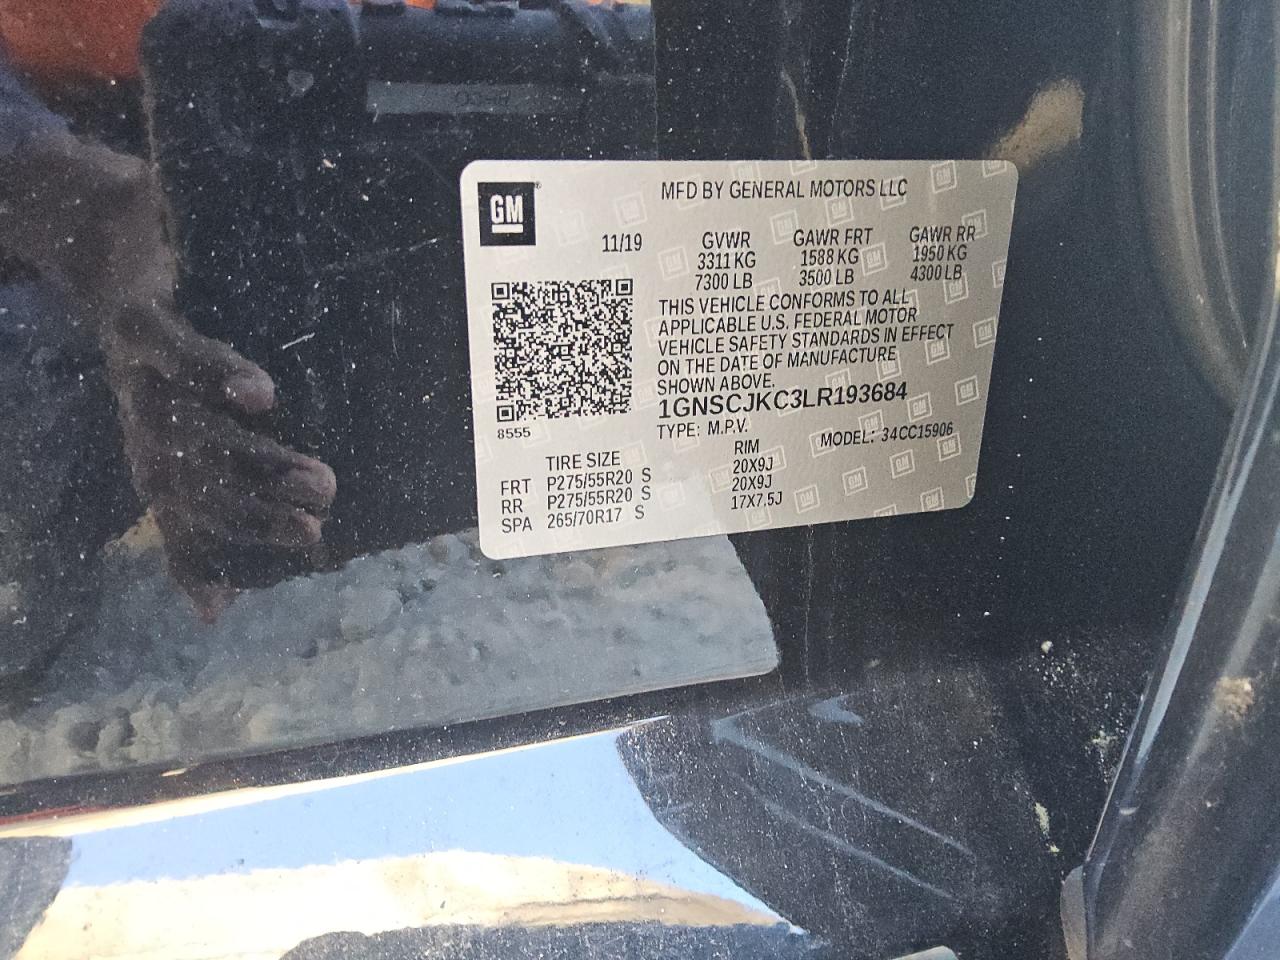 GM
MFD BY GENERAL MOTORS LLC
11/19 GVWR GAWR FRT GAWR RR
3311 KG 1588 KG 1950 KG
7300 LB 3500 LB 4300 LB
THIS VEHICLE CONFORMS TO ALL
APPLICABLE U.S. FEDERAL MOTOR
VEHICLE SAFETY STANDARDS IN EFFECT
ON THE DATE OF MANUFACTURE
SHOWN ABOVE.
1GNSCJKC3LR193684
8555
TYPE: M.P.V. MODEL: 34CC15906
TIRE SIZE RIM
FRT P275/55R20 S 20X9J
RR P275/55R20 S 20X9J
SPA 265/70R17 S 17X7.5J